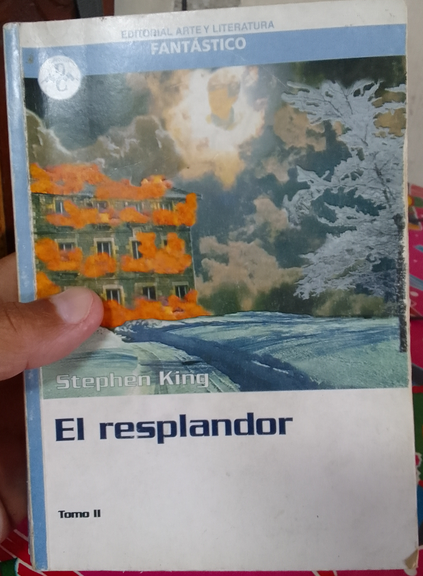 EDITORIAL ARTE Y LITERATURA
FANTÁSTICO
Stephen King
El resplandor
Tomo II